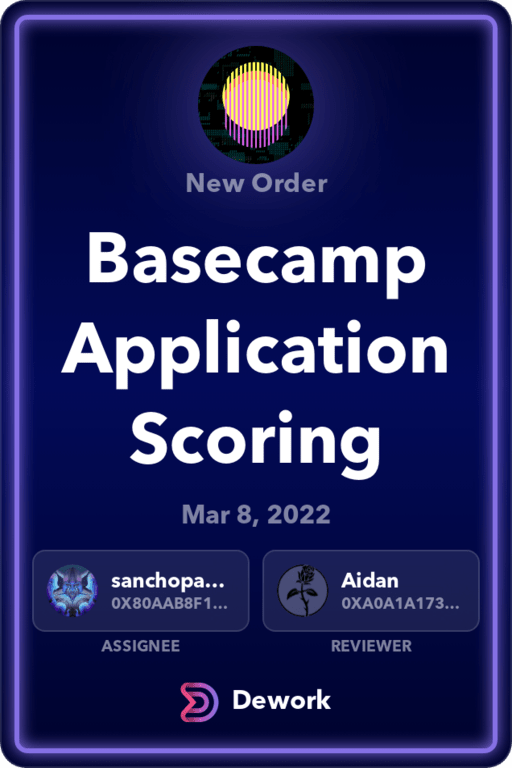 New Order
Basecamp
Application
Scoring
Mar 8, 2022
sanchopa...
0X80AAB8F1...
Aidan
0XA0A1A173...
ASSIGNEE
REVIEWER
Dework